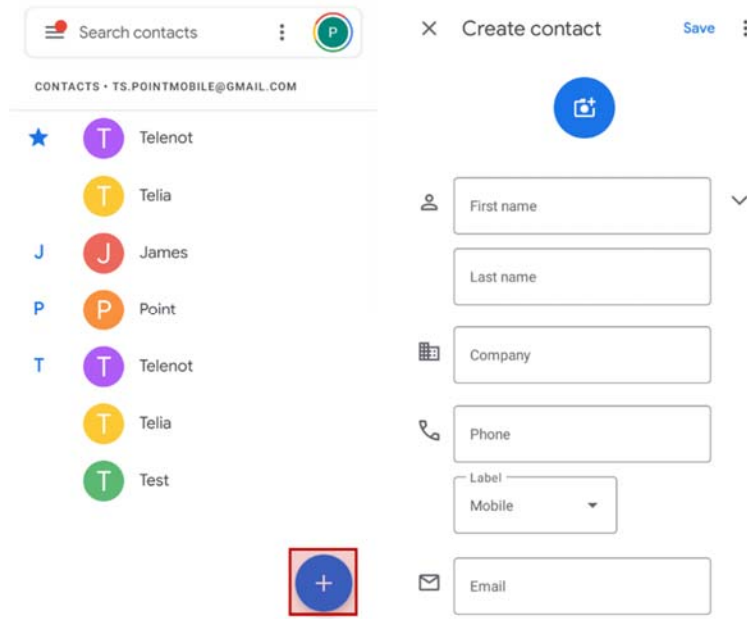 Search contacts
P
CONTACTS • TS.POINTMOBILE@GMAIL.COM
T Telenot
T Telia
J J James
P P Point
T T Telenot
T Telia
T Test
+
Create contact Save
First name
Last name
Company
Phone
Label
Mobile
Email